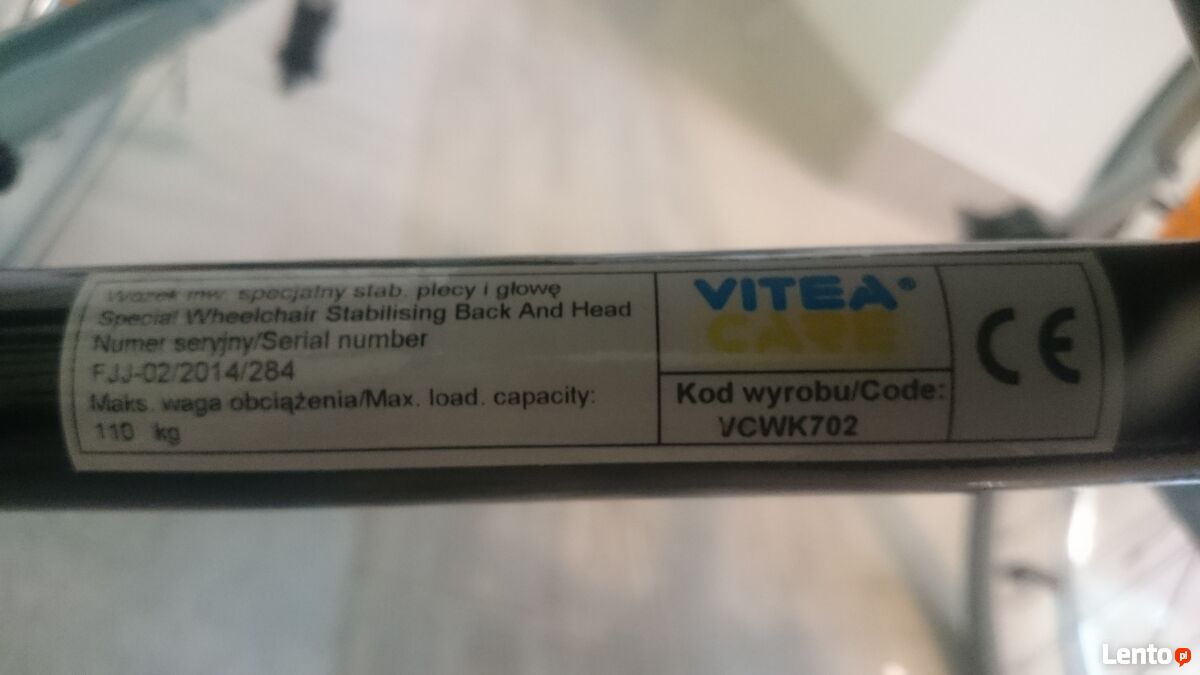 Wózek inw. specjalny stab. plecy i głowę
Special Wheelchair Stabilising Back And Head
Numer seryjny/Serial number
FJJ-02/2014/284
Maks. waga obciążenia/Max. load. capacity:
110 kg
VITEA®
CARE
Kod wyrobu/Code:
VCWK702
CE
Lento.pl